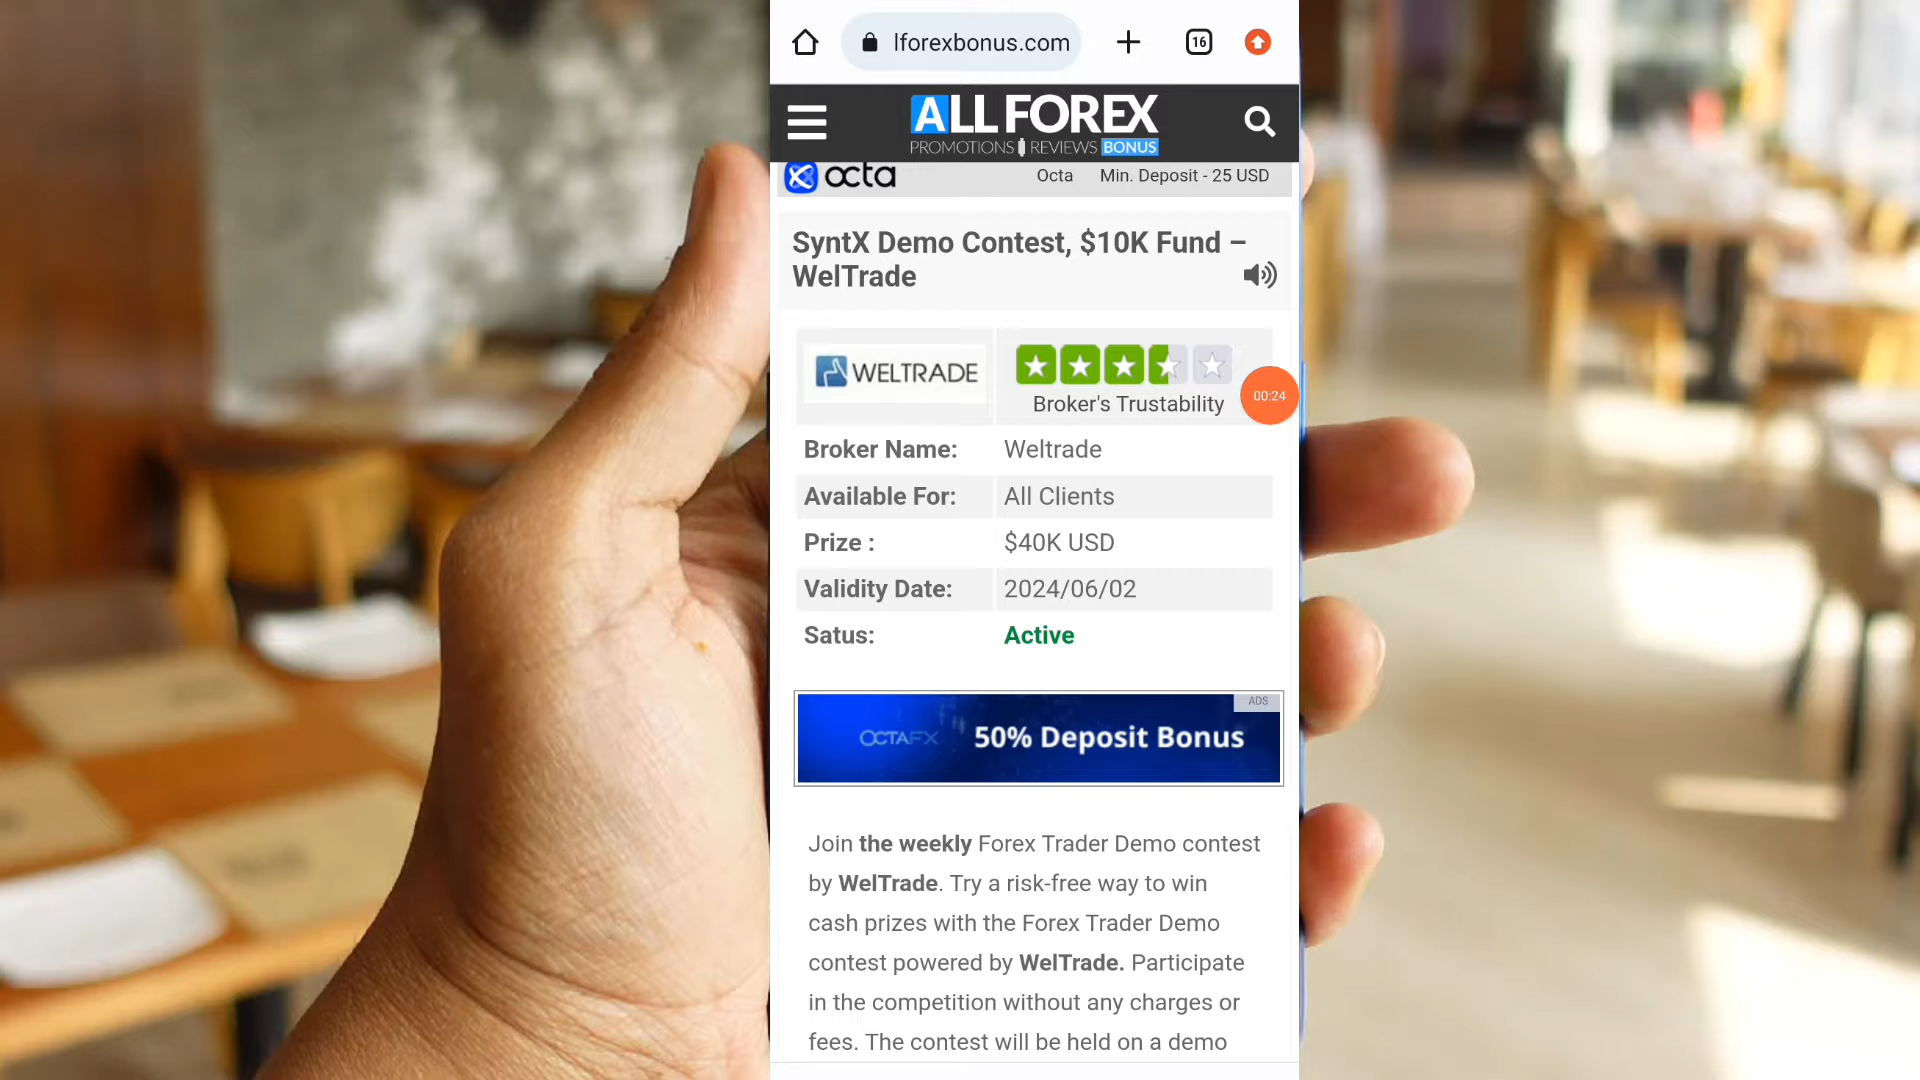 lforexbonus.com
16
ALL FOREX
PROMOTIONS REVIEWS BONUS
octa Octa Min. Deposit - 25 USD
SyntX Demo Contest, $10K Fund –
WelTrade
WELTRADE
Broker's Trustability
00:24
Broker Name: Weltrade
Available For: All Clients
Prize : $40K USD
Validity Date: 2024/06/02
Satus: Active
ADS
OCTAFX 50% Deposit Bonus
Join the weekly Forex Trader Demo contest
by WelTrade. Try a risk-free way to win
cash prizes with the Forex Trader Demo
contest powered by WelTrade. Participate
in the competition without any charges or
fees. The contest will be held on a demo